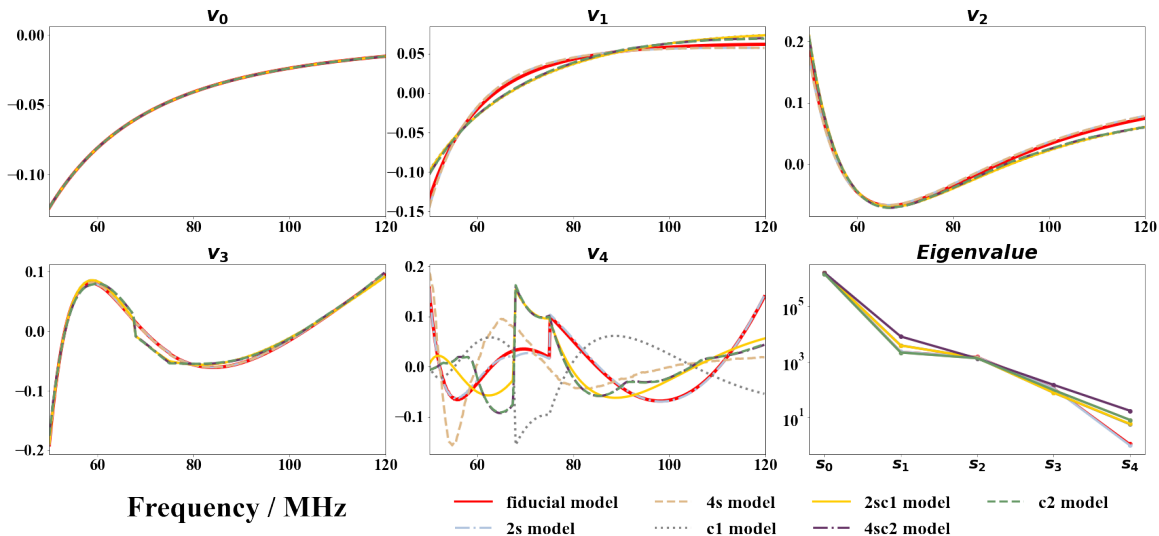 v0 v1 v2
0.00
−0.05
−0.10
60 80 100 120
0.05
0.00
−0.05
−0.10
−0.15
60 80 100 120
0.2
0.1
0.0
60 80 100 120
v3 v4 Eigenvalue
0.1
0.0
−0.1
−0.2
60 80 100 120
0.2
0.1
0.0
−0.1
60 80 100 120
10^5
10^3
10^1
s0 s1 s2 s3 s4
Frequency / MHz
fiducial model 4s model 2sc1 model c2 model
2s model c1 model 4sc2 model